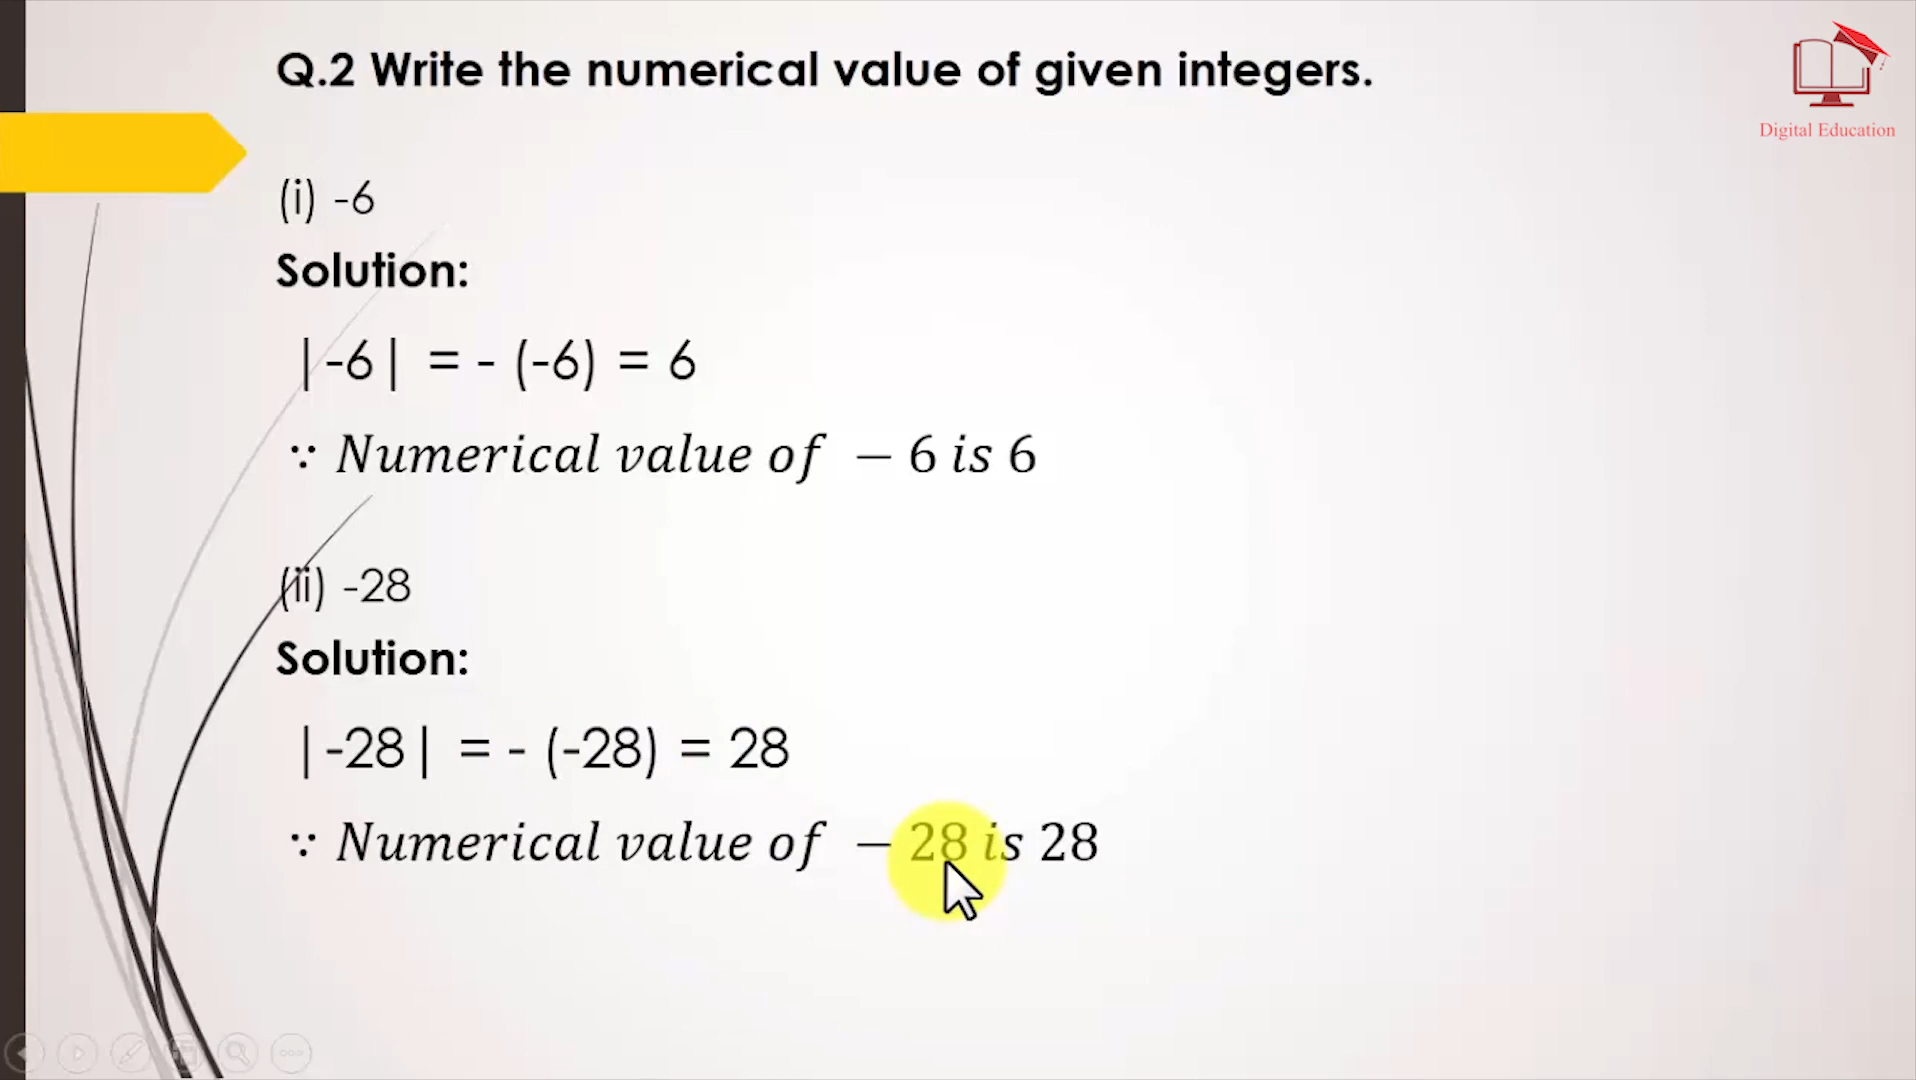 Q.2 Write the numerical value of given integers.
Digital Education
(i) -6
Solution:
|-6| = - (-6) = 6
∵ Numerical value of − 6 is 6
(ii) -28
Solution:
|-28| = - (-28) = 28
∵ Numerical value of − 28 is 28